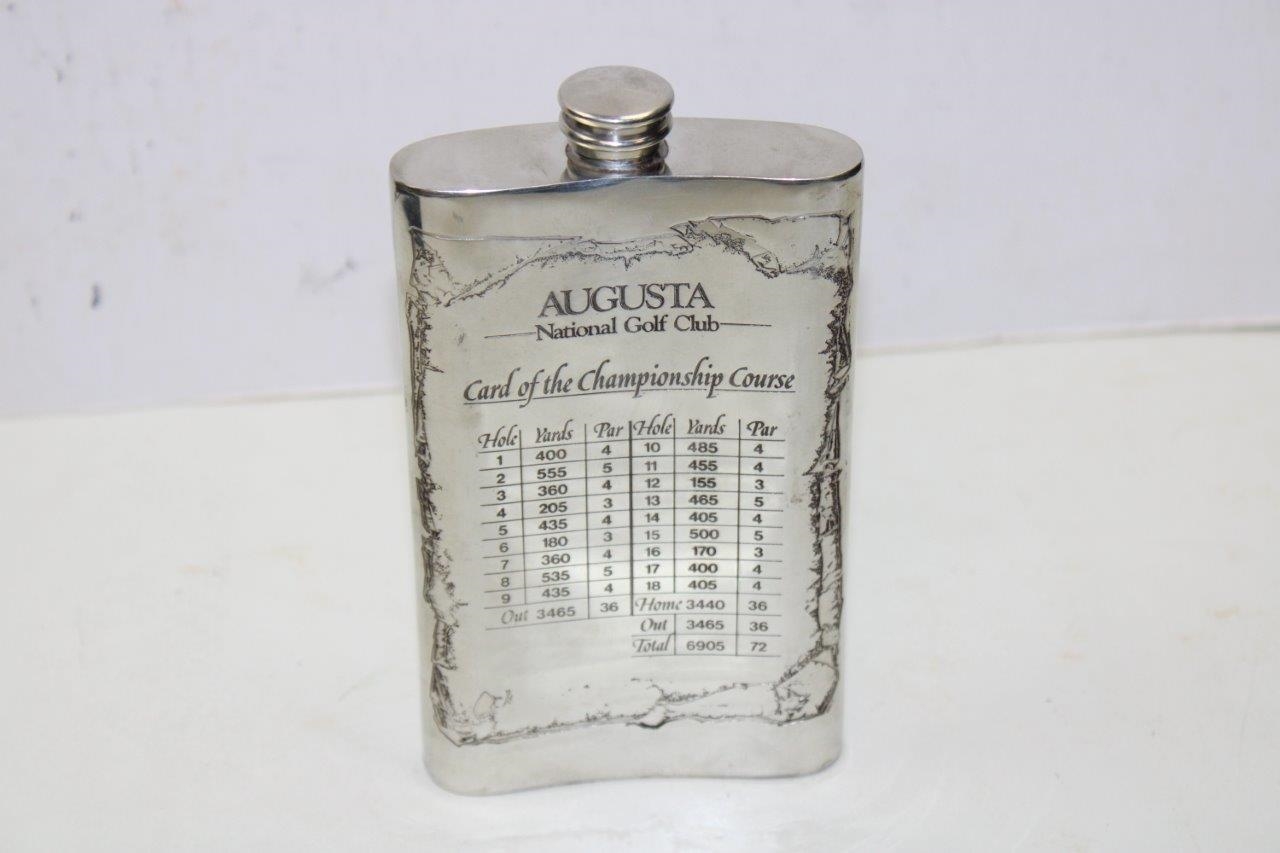 AUGUSTA
National Golf Club
Card of the Championship Course
Hole Yards Par Hole Yards Par
1 400 4 10 485 4
2 555 5 11 455 4
3 360 4 12 155 3
4 205 3 13 465 5
5 435 4 14 405 4
6 180 3 15 500 5
7 360 4 16 170 3
8 535 5 17 400 4
9 435 4 18 405 4
Out 3465 36 Home 3440 36
Out 3465 36
Total 6905 72